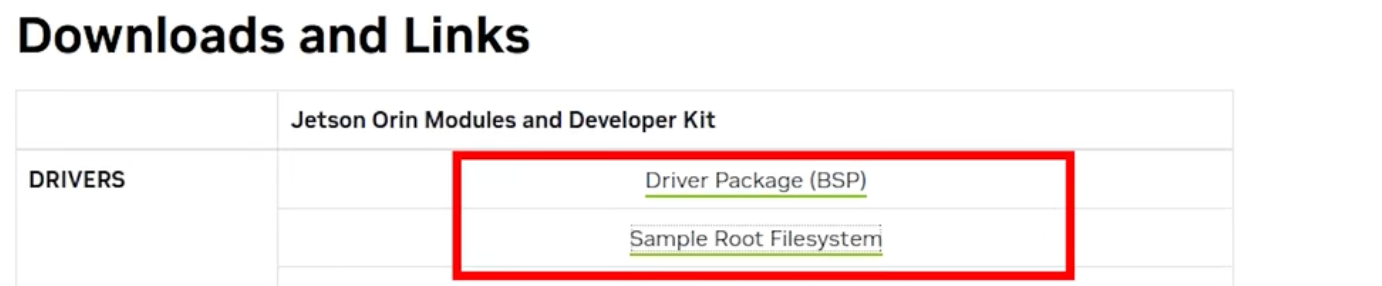 Downloads and Links
Jetson Orin Modules and Developer Kit
DRIVERS
Driver Package (BSP)
Sample Root Filesystem